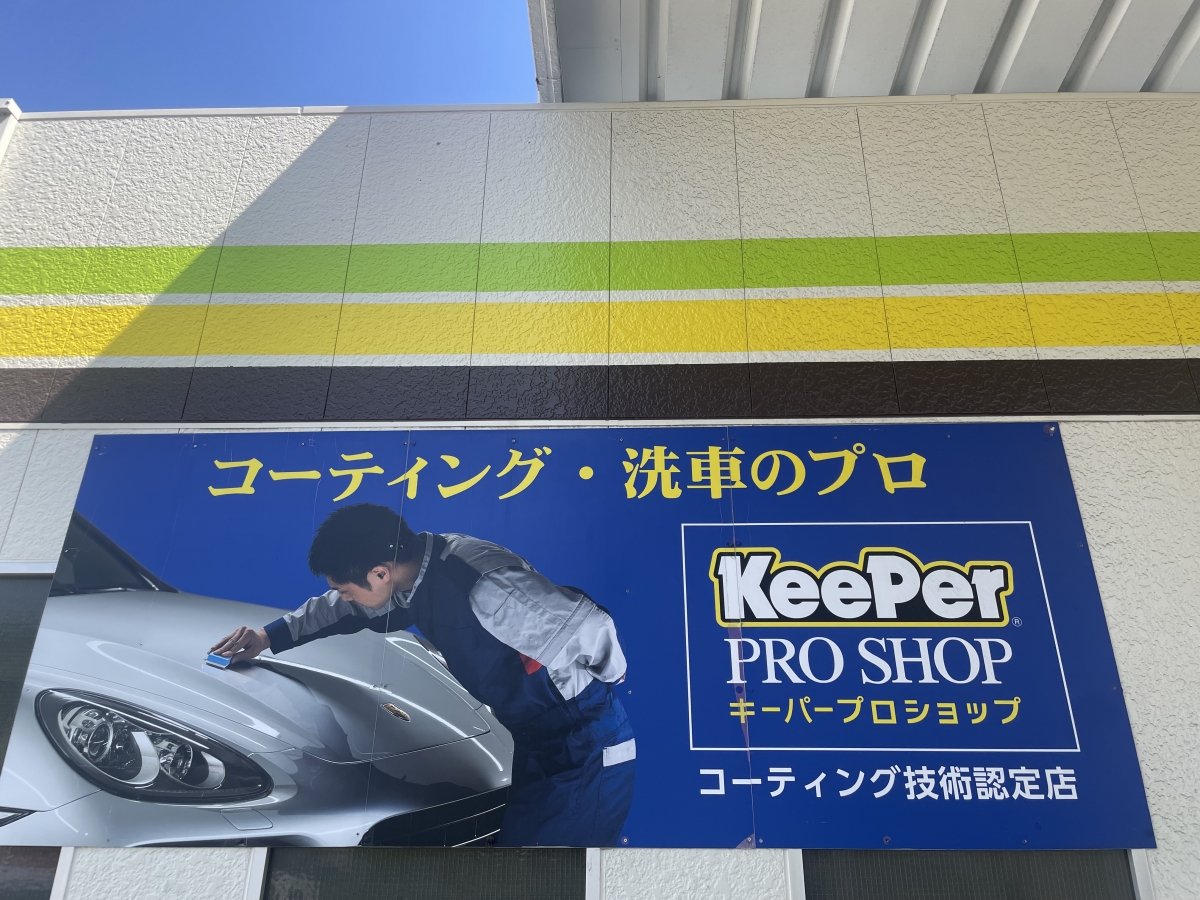 コーティング・洗車のプロ
KeePer®
PRO SHOP
キーパープロショップ
コーティング技術認定店